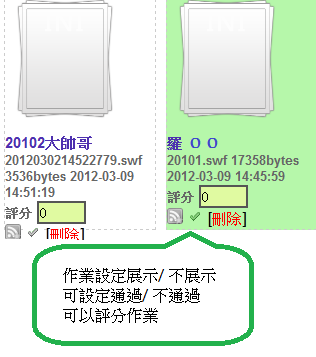 20102大帥哥
2012030214522779.swf
3536bytes 2012-03-09
14:51:19
評分 0
[刪除]
羅 ＯＯ
20101.swf 17358bytes
2012-03-09 14:45:59
評分 0
[刪除]
作業設定展示/ 不展示
可設定通過/ 不通過
可以評分作業